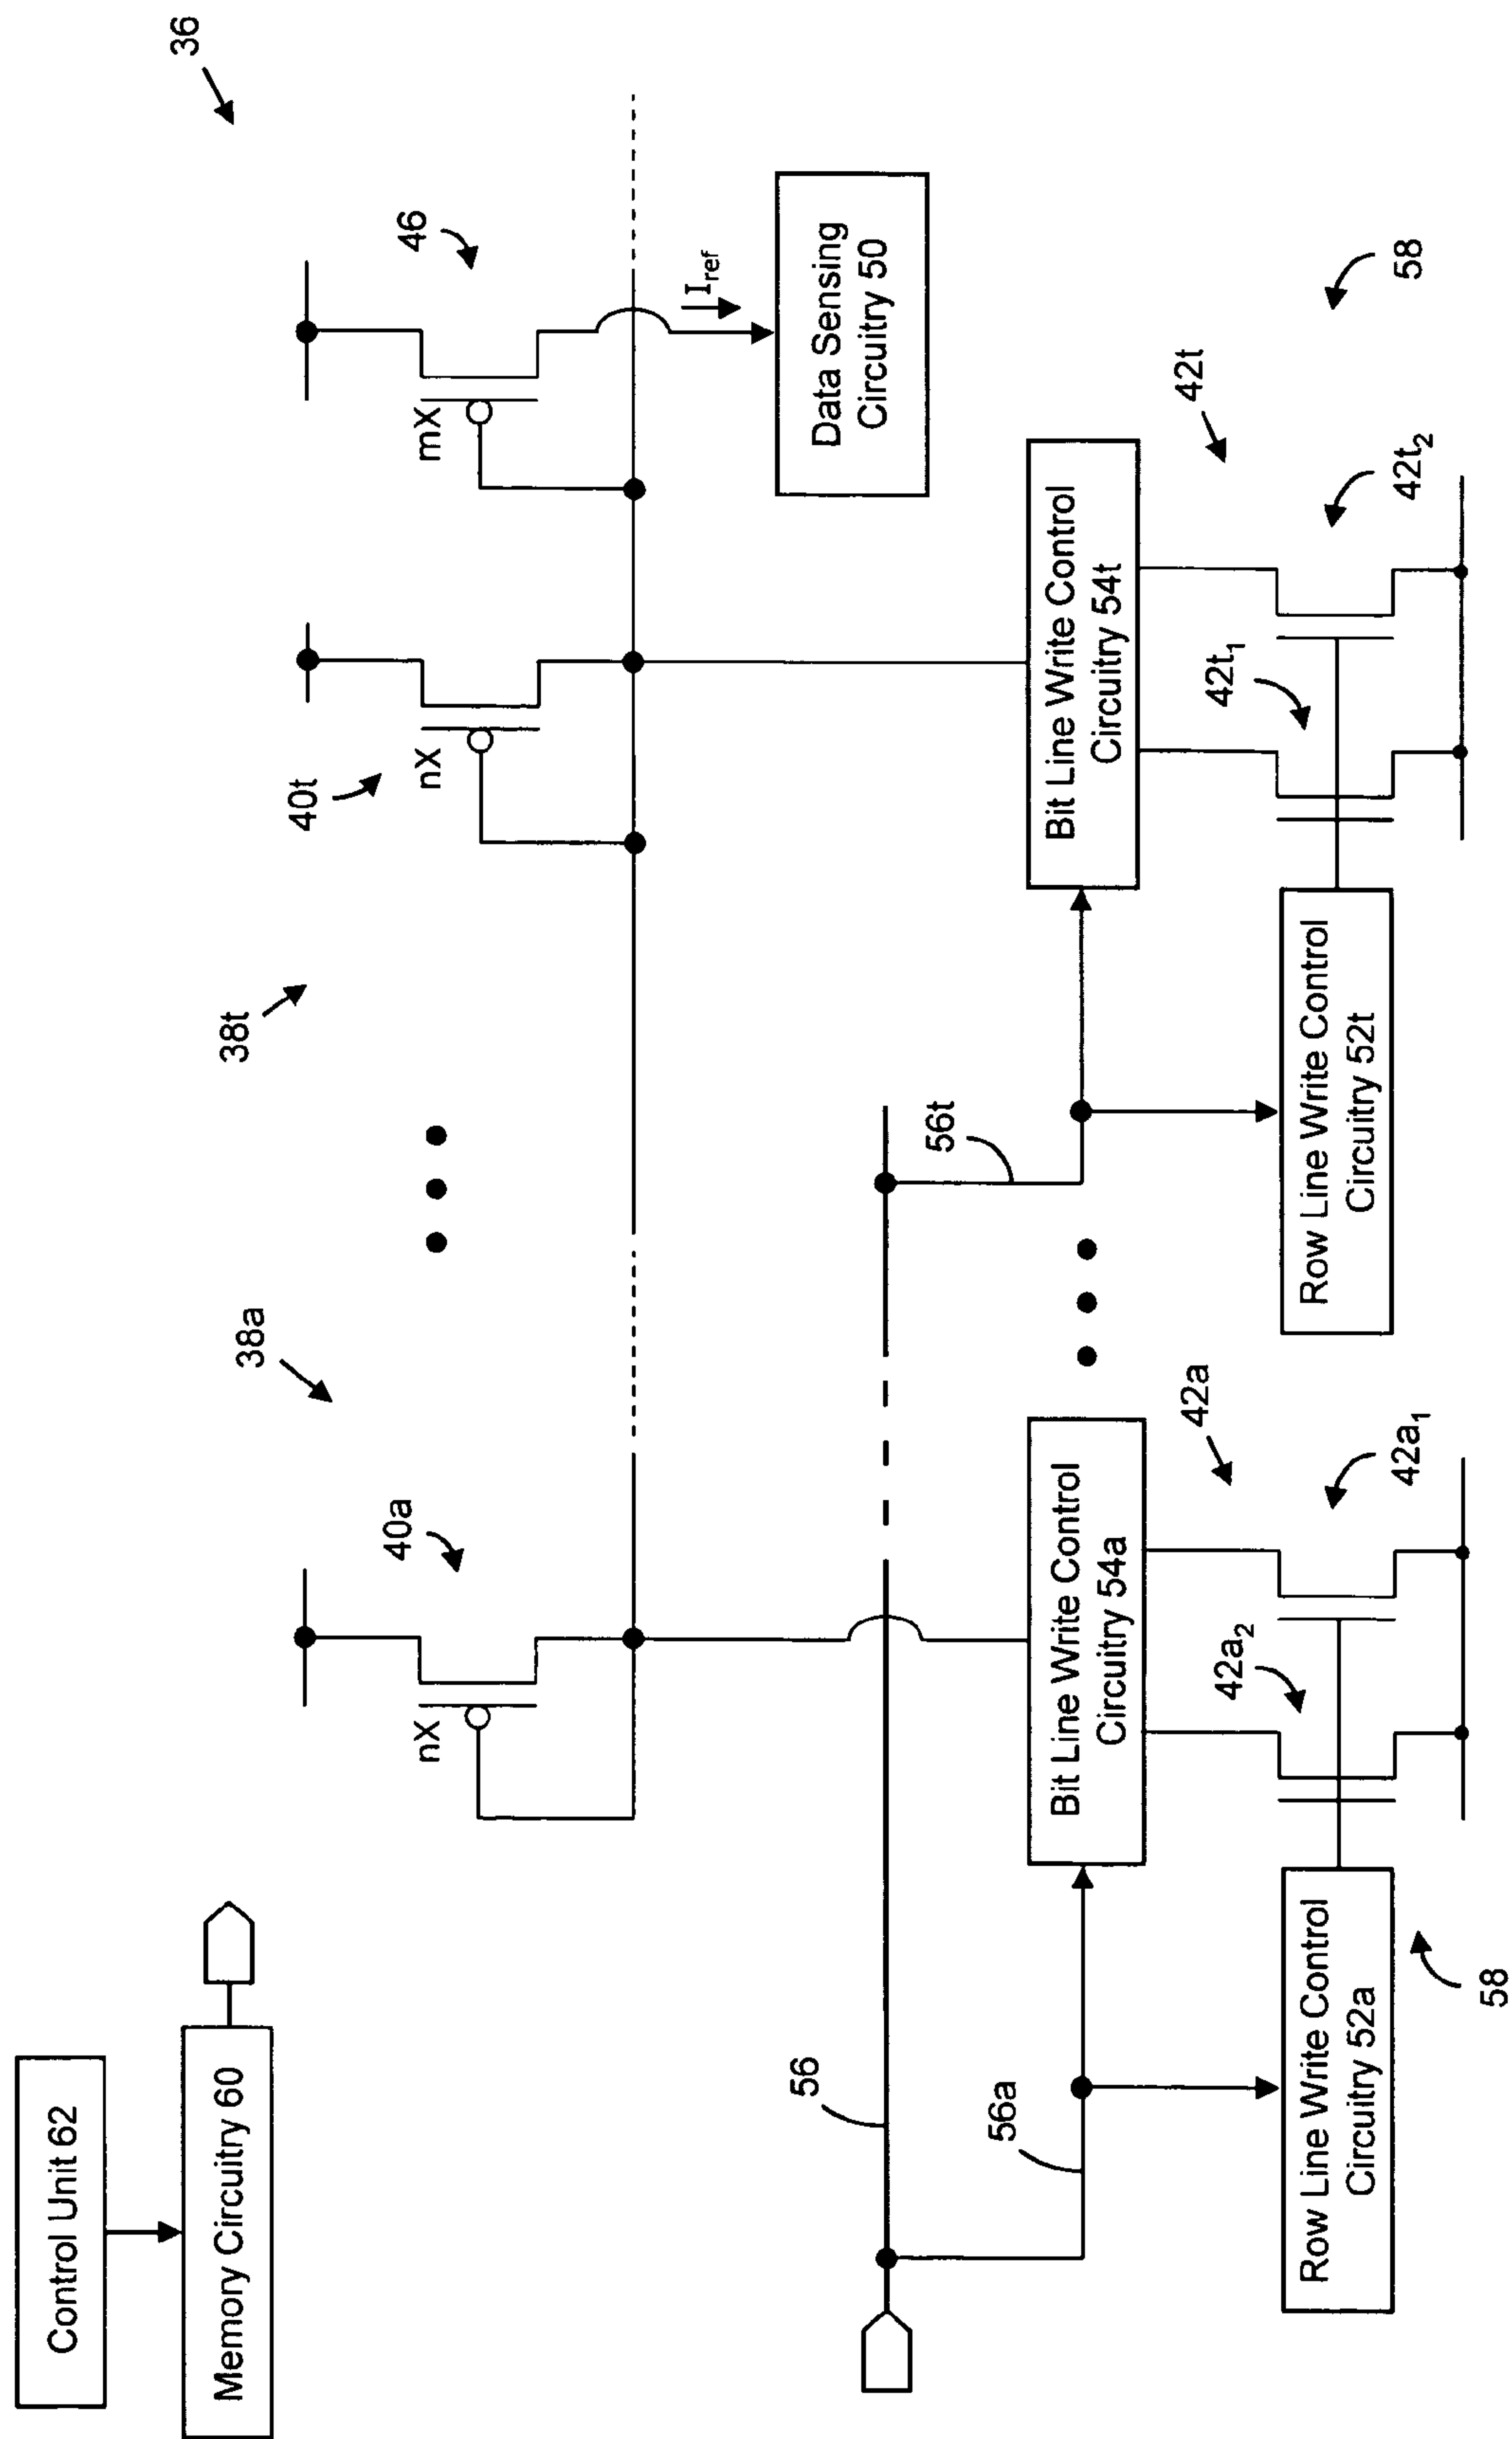 36
Control Unit 62
Memory Circuitry 60
38a
38t
40a
40t
46
nX
nX
mX
I_ref
Data Sensing
Circuitry 50
56
56a
56t
Bit Line Write Control
Circuitry 54a
Bit Line Write Control
Circuitry 54t
42a
42t
42a₂
42a₁
42t₁
42t₂
Row Line Write Control
Circuitry 52a
Row Line Write Control
Circuitry 52t
58
58